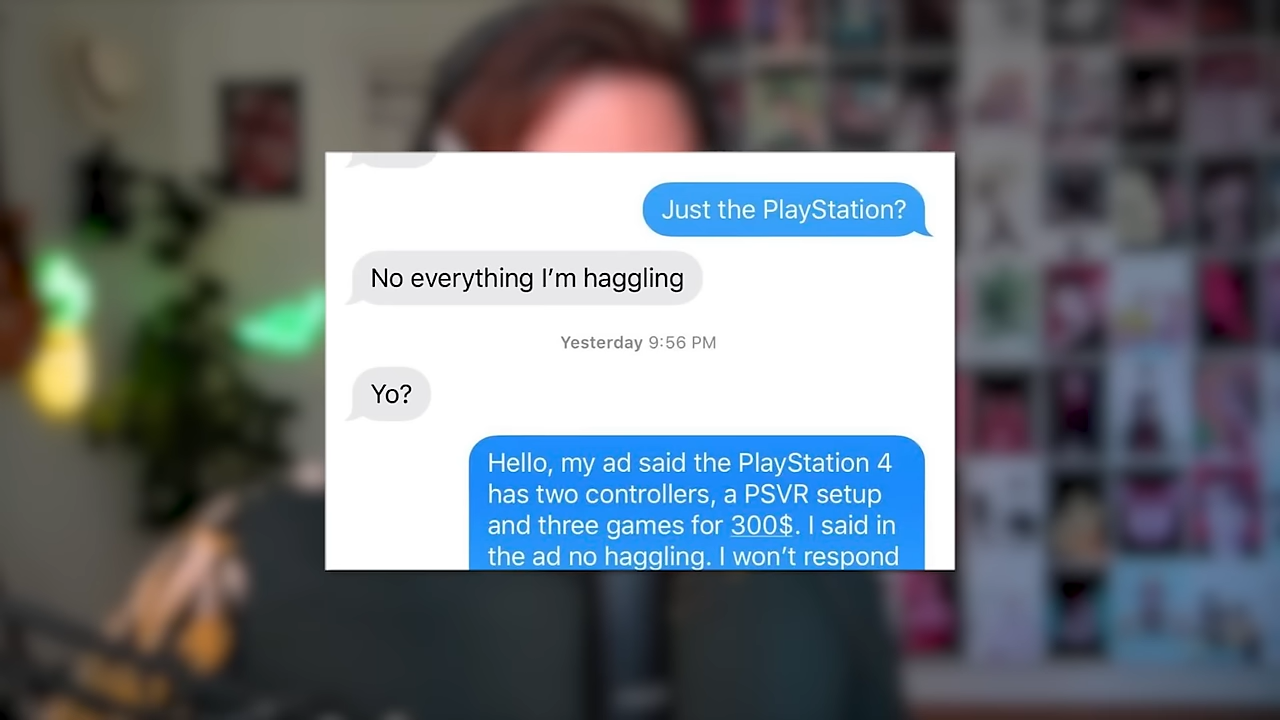 Just the PlayStation?
No everything I’m haggling
Yesterday 9:56 PM
Yo?
Hello, my ad said the PlayStation 4
has two controllers, a PSVR setup
and three games for 300$. I said in
the ad no haggling. I won’t respond